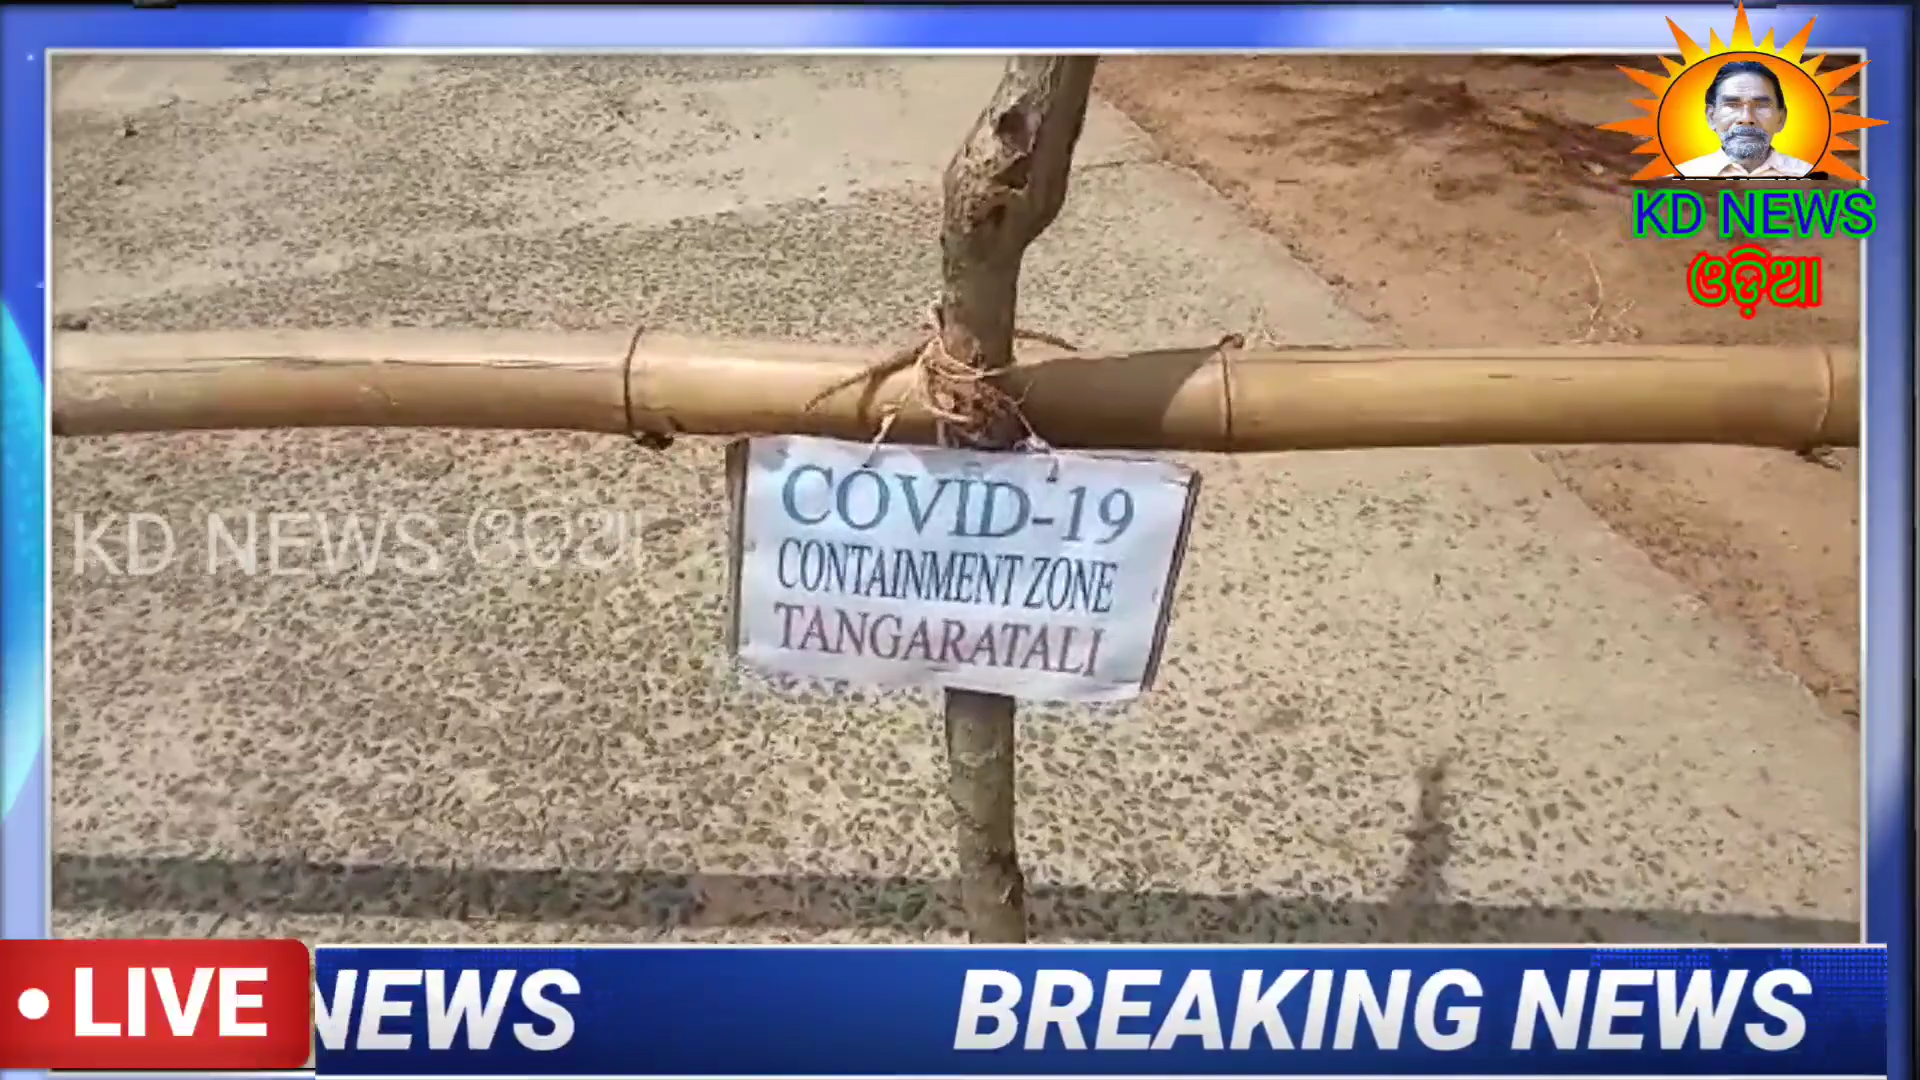 KD NEWS
ଓଡ଼ିଆ
COVID-19
CONTAINMENT ZONE
TANGARATALI
KD NEWS ଓଡିଆ
LIVE
NEWS BREAKING NEWS